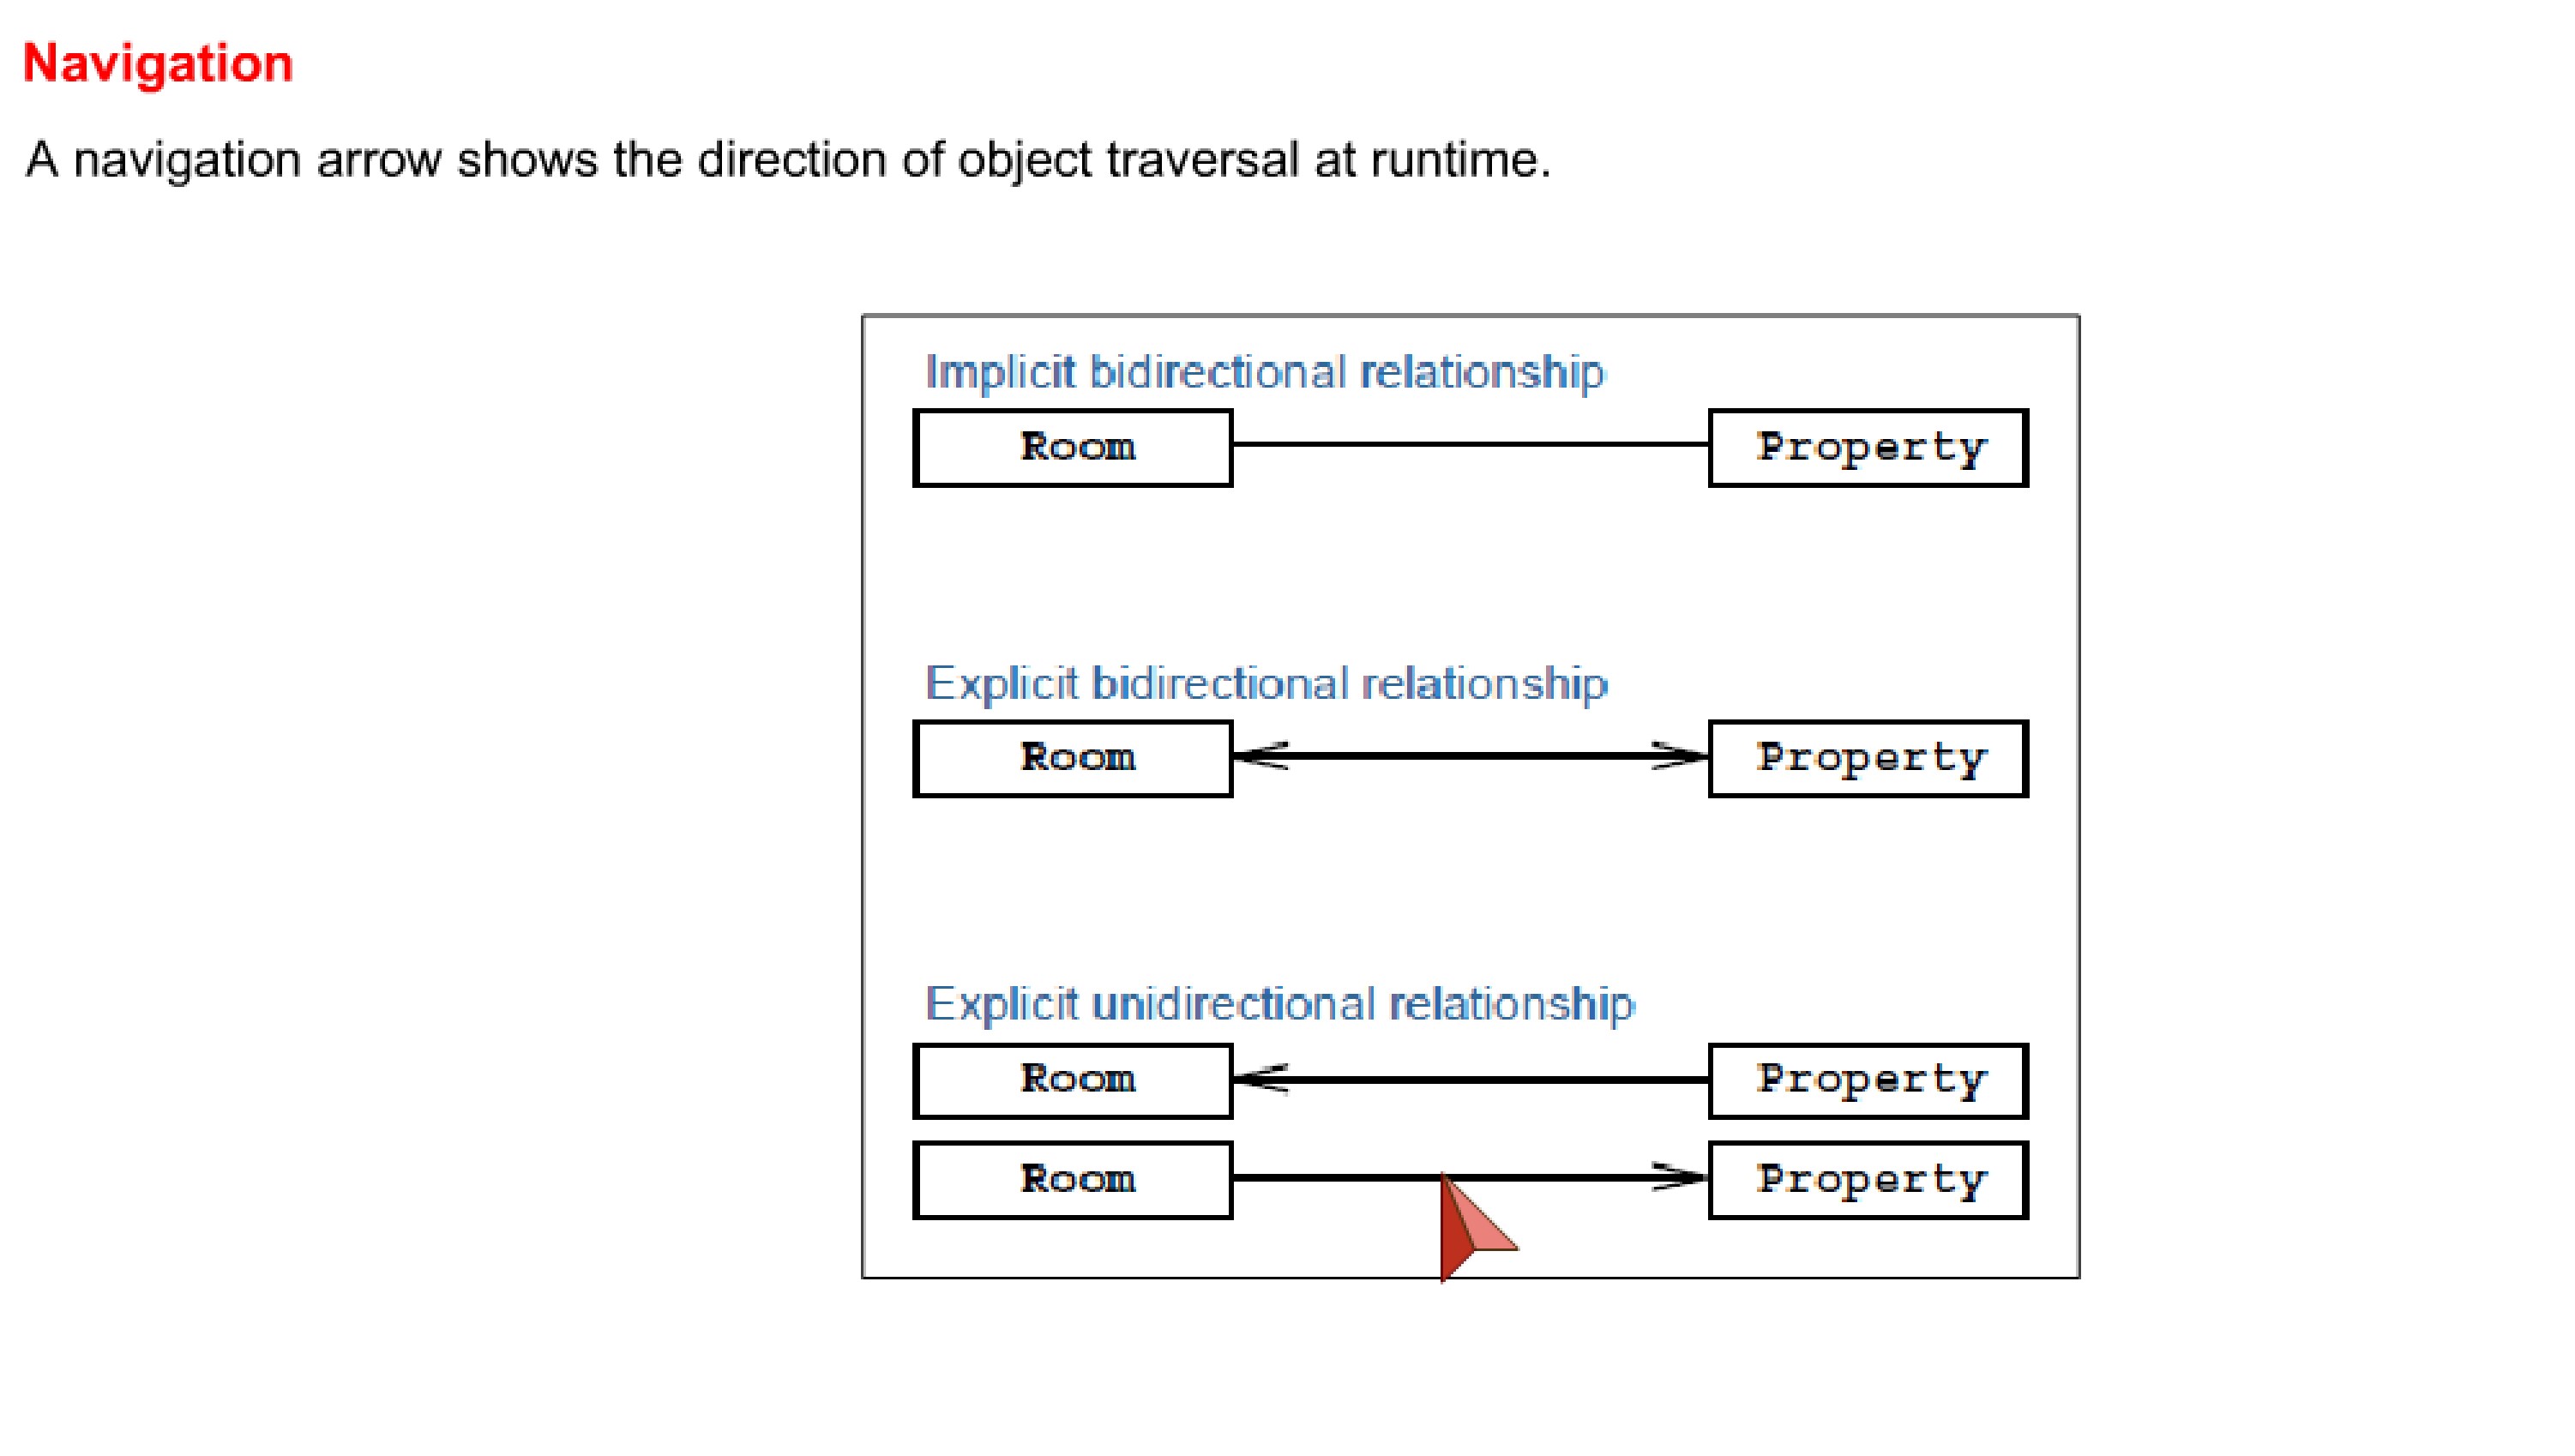 Navigation
A navigation arrow shows the direction of object traversal at runtime.
Implicit bidirectional relationship
Room Property
Explicit bidirectional relationship
Room Property
Explicit unidirectional relationship
Room Property
Room Property